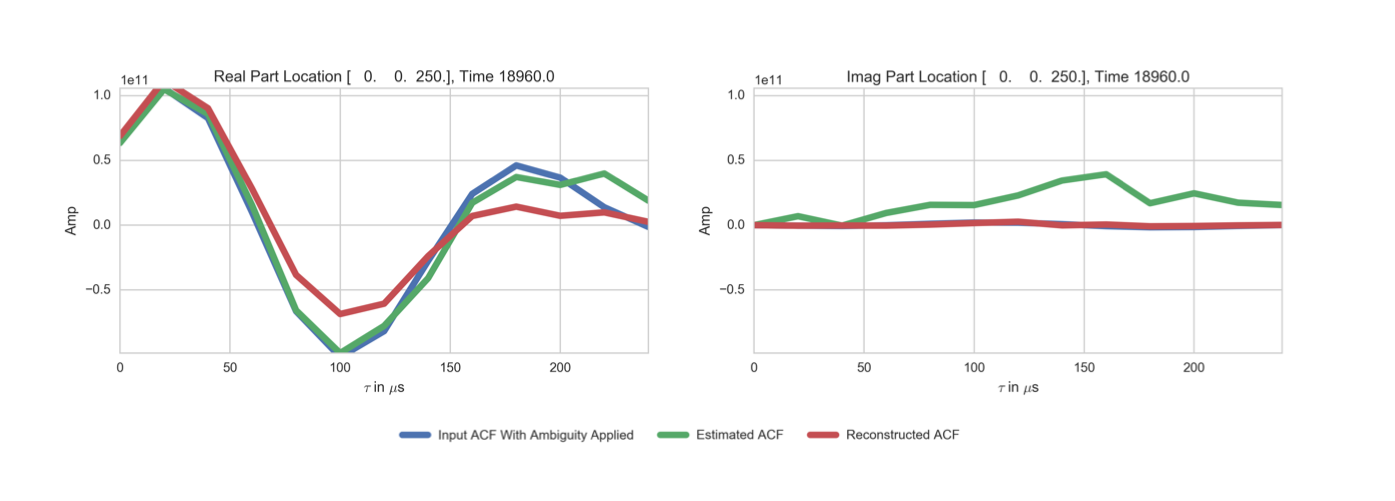 Real Part Location [ 0. 0. 250.], Time 18960.0
1e11
1.0
0.5
0.0
−0.5
Amp
0 50 100 150 200
τ in μs
Imag Part Location [ 0. 0. 250.], Time 18960.0
1e11
1.0
0.5
0.0
−0.5
Amp
0 50 100 150 200
τ in μs
Input ACF With Ambiguity Applied Estimated ACF Reconstructed ACF